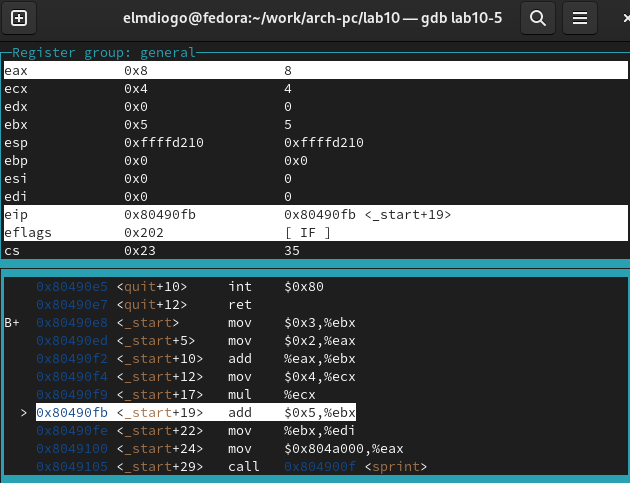 elmdiogo@fedora:~/work/arch-pc/lab10 — gdb lab10-5
Register group: general
eax 0x8 8
ecx 0x4 4
edx 0x0 0
ebx 0x5 5
esp 0xffffd210 0xffffd210
ebp 0x0 0x0
esi 0x0 0
edi 0x0 0
eip 0x80490fb 0x80490fb <_start+19>
eflags 0x202 [ IF ]
cs 0x23 35
0x80490e5 <quit+10> int $0x80
0x80490e7 <quit+12> ret
B+ 0x80490e8 <_start> mov $0x3,%ebx
0x80490ed <_start+5> mov $0x2,%eax
0x80490f2 <_start+10> add %eax,%ebx
0x80490f4 <_start+12> mov $0x4,%ecx
0x80490f9 <_start+17> mul %ecx
> 0x80490fb <_start+19> add $0x5,%ebx
0x80490fe <_start+22> mov %ebx,%edi
0x8049100 <_start+24> mov $0x804a000,%eax
0x8049105 <_start+29> call 0x804900f <sprint>